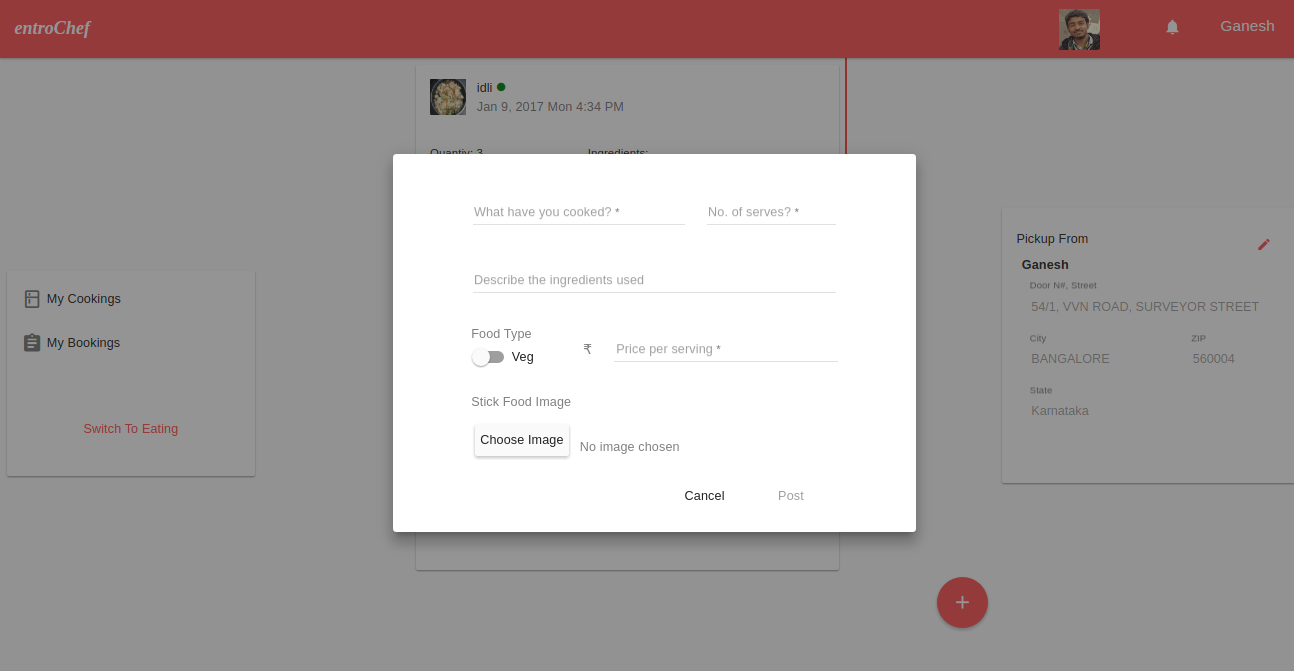 entroChef
Ganesh
idli
Jan 9, 2017 Mon 4:34 PM
Quantiy: 3 Ingredients:
What have you cooked? * No. of serves? *
Describe the ingredients used
Food Type
Veg
₹ Price per serving *
Stick Food Image
Choose Image No image chosen
Cancel Post
My Cookings
My Bookings
Switch To Eating
Pickup From
Ganesh
Door N#, Street
54/1, VVN ROAD, SURVEYOR STREET
City ZIP
BANGALORE 560004
State
Karnataka
+